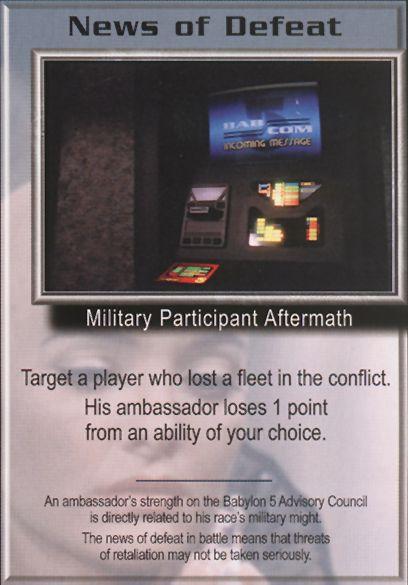 News of Defeat
BAB
COM
INCOMING MESSAGE
Military Participant Aftermath
Target a player who lost a fleet in the conflict.
His ambassador loses 1 point
from an ability of your choice.
An ambassador's strength on the Babylon 5 Advisory Council
is directly related to his race's military might.
The news of defeat in battle means that threats
of retaliation may not be taken seriously.